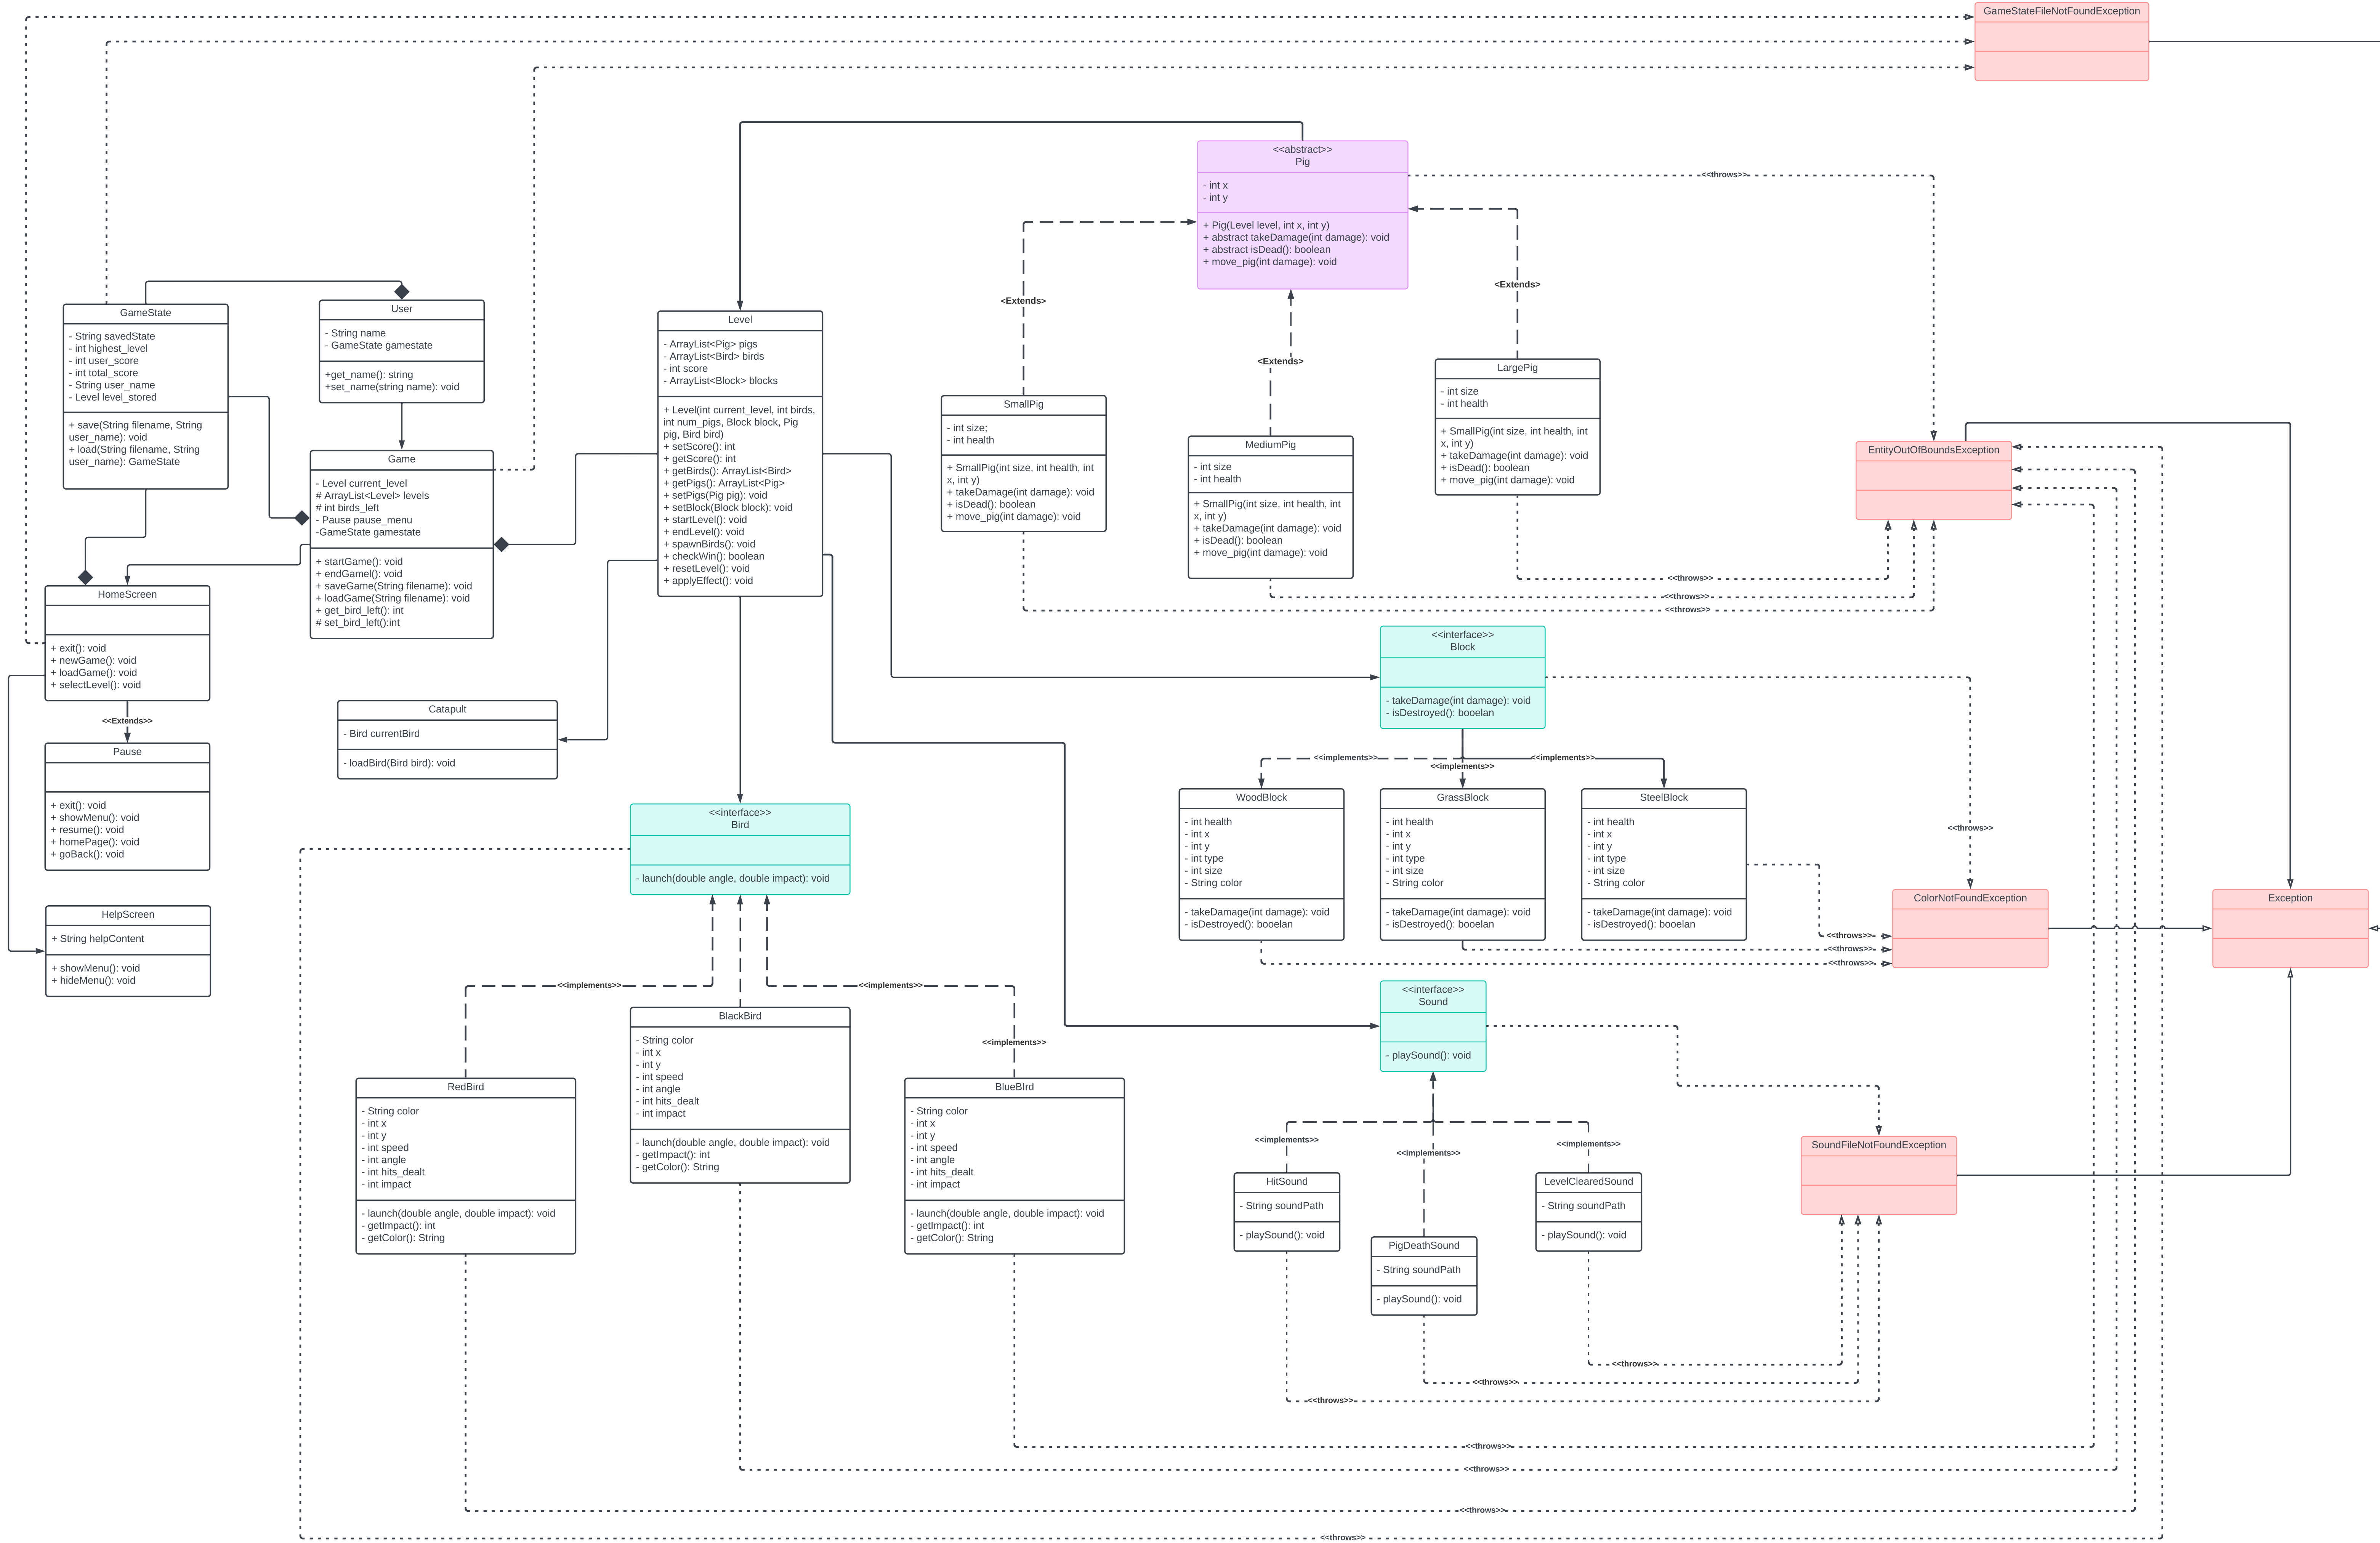 GameStateFileNotFoundException
<<abstract>>
Pig
- int x
- int y
+ Pig(Level level, int x, int y)
+ abstract takeDamage(int damage): void
+ abstract isDead(): boolean
+ move_pig(int damage): void
<<throws>>
<Extends>
<Extends>
<Extends>
GameState
- String savedState
- int highest_level
- int user_score
- int total_score
- String user_name
- Level level_stored
+ save(String filename, String
user_name): void
+ load(String filename, String
user_name): GameState
User
- String name
- GameState gamestate
+get_name(): string
+set_name(string name): void
Level
- ArrayList<Pig> pigs
- ArrayList<Bird> birds
- int score
- ArrayList<Block> blocks
+ Level(int current_level, int birds,
int num_pigs, Block block, Pig
pig, Bird bird)
+ setScore(): int
+ getScore(): int
+ getBirds(): ArrayList<Bird>
+ getPigs(): ArrayList<Pig>
+ setPigs(Pig pig): void
+ setBlock(Block block): void
+ startLevel(): void
+ endLevel(): void
+ spawnBirds(): void
+ checkWin(): boolean
+ resetLevel(): void
+ applyEffect(): void
SmallPig
- int size;
- int health
+ SmallPig(int size, int health, int
x, int y)
+ takeDamage(int damage): void
+ isDead(): boolean
+ move_pig(int damage): void
MediumPig
- int size
- int health
+ SmallPig(int size, int health, int
x, int y)
+ takeDamage(int damage): void
+ isDead(): boolean
+ move_pig(int damage): void
LargePig
- int size
- int health
+ SmallPig(int size, int health, int
x, int y)
+ takeDamage(int damage): void
+ isDead(): boolean
+ move_pig(int damage): void
EntityOutOfBoundsException
<<throws>>
<<throws>>
<<throws>>
Game
- Level current_level
# ArrayList<Level> levels
# int birds_left
- Pause pause_menu
-GameState gamestate
+ startGame(): void
+ endGamel(): void
+ saveGame(String filename): void
+ loadGame(String filename): void
+ get_bird_left(): int
# set_bird_left():int
HomeScreen
+ exit(): void
+ newGame(): void
+ loadGame(): void
+ selectLevel(): void
<<Extends>>
Pause
+ exit(): void
+ showMenu(): void
+ resume(): void
+ homePage(): void
+ goBack(): void
HelpScreen
+ String helpContent
+ showMenu(): void
+ hideMenu(): void
Catapult
- Bird currentBird
- loadBird(Bird bird): void
<<interface>>
Block
- takeDamage(int damage): void
- isDestroyed(): booelan
<<implements>>
<<implements>>
<<implements>>
WoodBlock
- int health
- int x
- int y
- int type
- int size
- String color
- takeDamage(int damage): void
- isDestroyed(): booelan
GrassBlock
- int health
- int x
- int y
- int type
- int size
- String color
- takeDamage(int damage): void
- isDestroyed(): booelan
SteelBlock
- int health
- int x
- int y
- int type
- int size
- String color
- takeDamage(int damage): void
- isDestroyed(): booelan
<<throws>>
<<throws>>
<<throws>>
<<throws>>
ColorNotFoundException
Exception
<<interface>>
Bird
- launch(double angle, double impact): void
<<implements>>
<<implements>>
<<implements>>
RedBird
- String color
- int x
- int y
- int speed
- int angle
- int hits_dealt
- int impact
- launch(double angle, double impact): void
- getImpact(): int
- getColor(): String
BlackBird
- String color
- int x
- int y
- int speed
- int angle
- int hits_dealt
- int impact
- launch(double angle, double impact): void
- getImpact(): int
- getColor(): String
BlueBIrd
- String color
- int x
- int y
- int speed
- int angle
- int hits_dealt
- int impact
- launch(double angle, double impact): void
- getImpact(): int
- getColor(): String
<<interface>>
Sound
- playSound(): void
<<implements>>
<<implements>>
<<implements>>
HitSound
- String soundPath
- playSound(): void
PigDeathSound
- String soundPath
- playSound(): void
LevelClearedSound
- String soundPath
- playSound(): void
SoundFileNotFoundException
<<throws>>
<<throws>>
<<throws>>
<<throws>>
<<throws>>
<<throws>>
<<throws>>